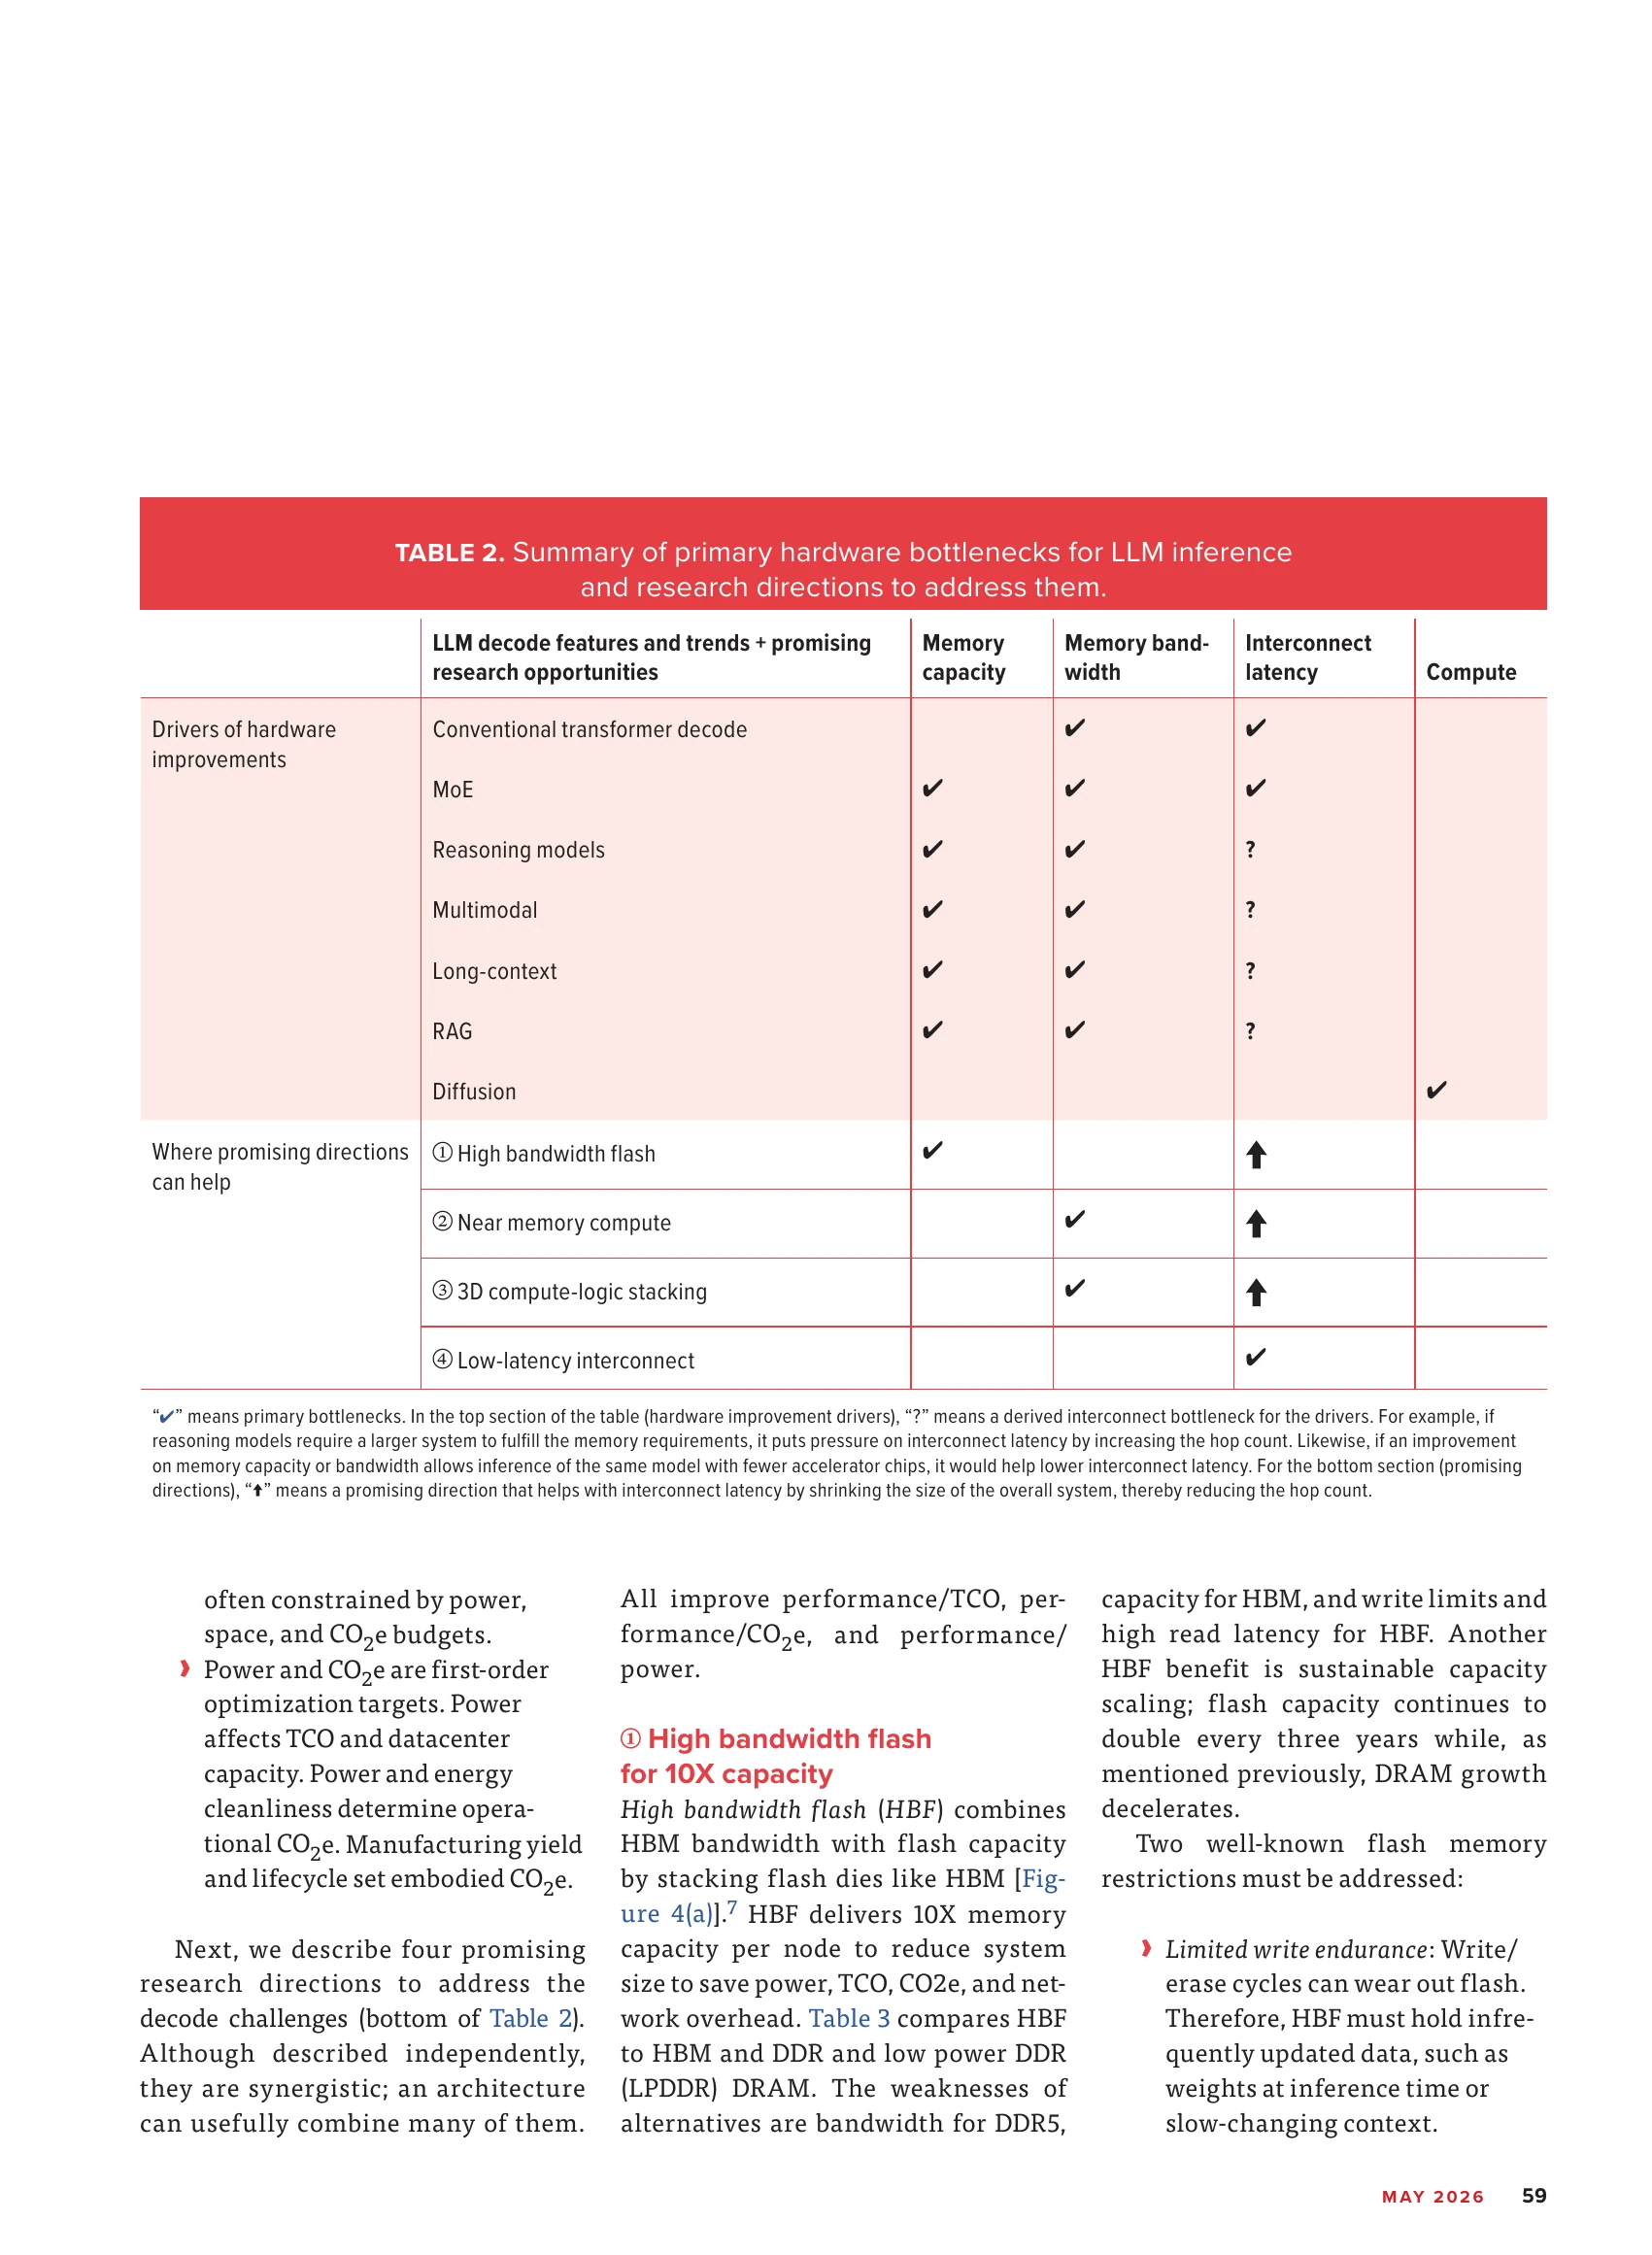 TABLE 2. Summary of primary hardware bottlenecks for LLM inference
and research directions to address them.
LLM decode features and trends + promising research opportunities | Memory capacity | Memory band-width | Interconnect latency | Compute
Drivers of hardware improvements
Conventional transformer decode ✔ ✔
MoE ✔ ✔ ✔
Reasoning models ✔ ✔ ?
Multimodal ✔ ✔ ?
Long-context ✔ ✔ ?
RAG ✔ ✔ ?
Diffusion ✔
Where promising directions can help
① High bandwidth flash ✔ ⬆
② Near memory compute ✔ ⬆
③ 3D compute-logic stacking ✔ ⬆
④ Low-latency interconnect ✔
“✔” means primary bottlenecks. In the top section of the table (hardware improvement drivers), “?” means a derived interconnect bottleneck for the drivers. For example, if
reasoning models require a larger system to fulfill the memory requirements, it puts pressure on interconnect latency by increasing the hop count. Likewise, if an improvement
on memory capacity or bandwidth allows inference of the same model with fewer accelerator chips, it would help lower interconnect latency. For the bottom section (promising
directions), “⬆” means a promising direction that helps with interconnect latency by shrinking the size of the overall system, thereby reducing the hop count.
often constrained by power,
space, and CO₂e budgets.
❱ Power and CO₂e are first-order
optimization targets. Power
affects TCO and datacenter
capacity. Power and energy
cleanliness determine opera-
tional CO₂e. Manufacturing yield
and lifecycle set embodied CO₂e.
Next, we describe four promising
research directions to address the
decode challenges (bottom of Table 2).
Although described independently,
they are synergistic; an architecture
can usefully combine many of them.
All improve performance/TCO, per-
formance/CO₂e, and performance/
power.
① High bandwidth flash
for 10X capacity
High bandwidth flash (HBF) combines
HBM bandwidth with flash capacity
by stacking flash dies like HBM [Fig-
ure 4(a)].⁷ HBF delivers 10X memory
capacity per node to reduce system
size to save power, TCO, CO2e, and net-
work overhead. Table 3 compares HBF
to HBM and DDR and low power DDR
(LPDDR) DRAM. The weaknesses of
alternatives are bandwidth for DDR5,
capacity for HBM, and write limits and
high read latency for HBF. Another
HBF benefit is sustainable capacity
scaling; flash capacity continues to
double every three years while, as
mentioned previously, DRAM growth
decelerates.
Two well-known flash memory
restrictions must be addressed:
❱ Limited write endurance: Write/
erase cycles can wear out flash.
Therefore, HBF must hold infre-
quently updated data, such as
weights at inference time or
slow-changing context.
MAY 2026 59